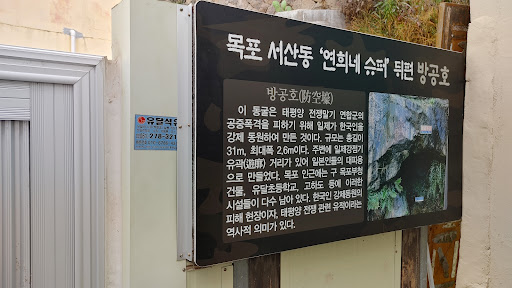 목포 서산동 '연희네 슈퍼' 뒤편 방공호
방공호(防空壕)
이 동굴은 태평양 전쟁말기 연합군의
공중폭격을 피하기 위해 일제가 한국인을
강제 동원하여 만든 것이다. 규모는 총길이
31m, 최대폭 2.6m이다. 주변에 일제강점기
유곽(遊廓) 거리가 있어 일본인들의 대피용
으로 만들었다. 목포 인근에는 구 목포부청
건물, 유달초등학교, 고하도 등에 이러한
시설들이 다수 남아 있다. 한국인 강제동원의
피해 현장이자, 태평양 전쟁 관련 유적이라는
역사적 의미가 있다.
유달식